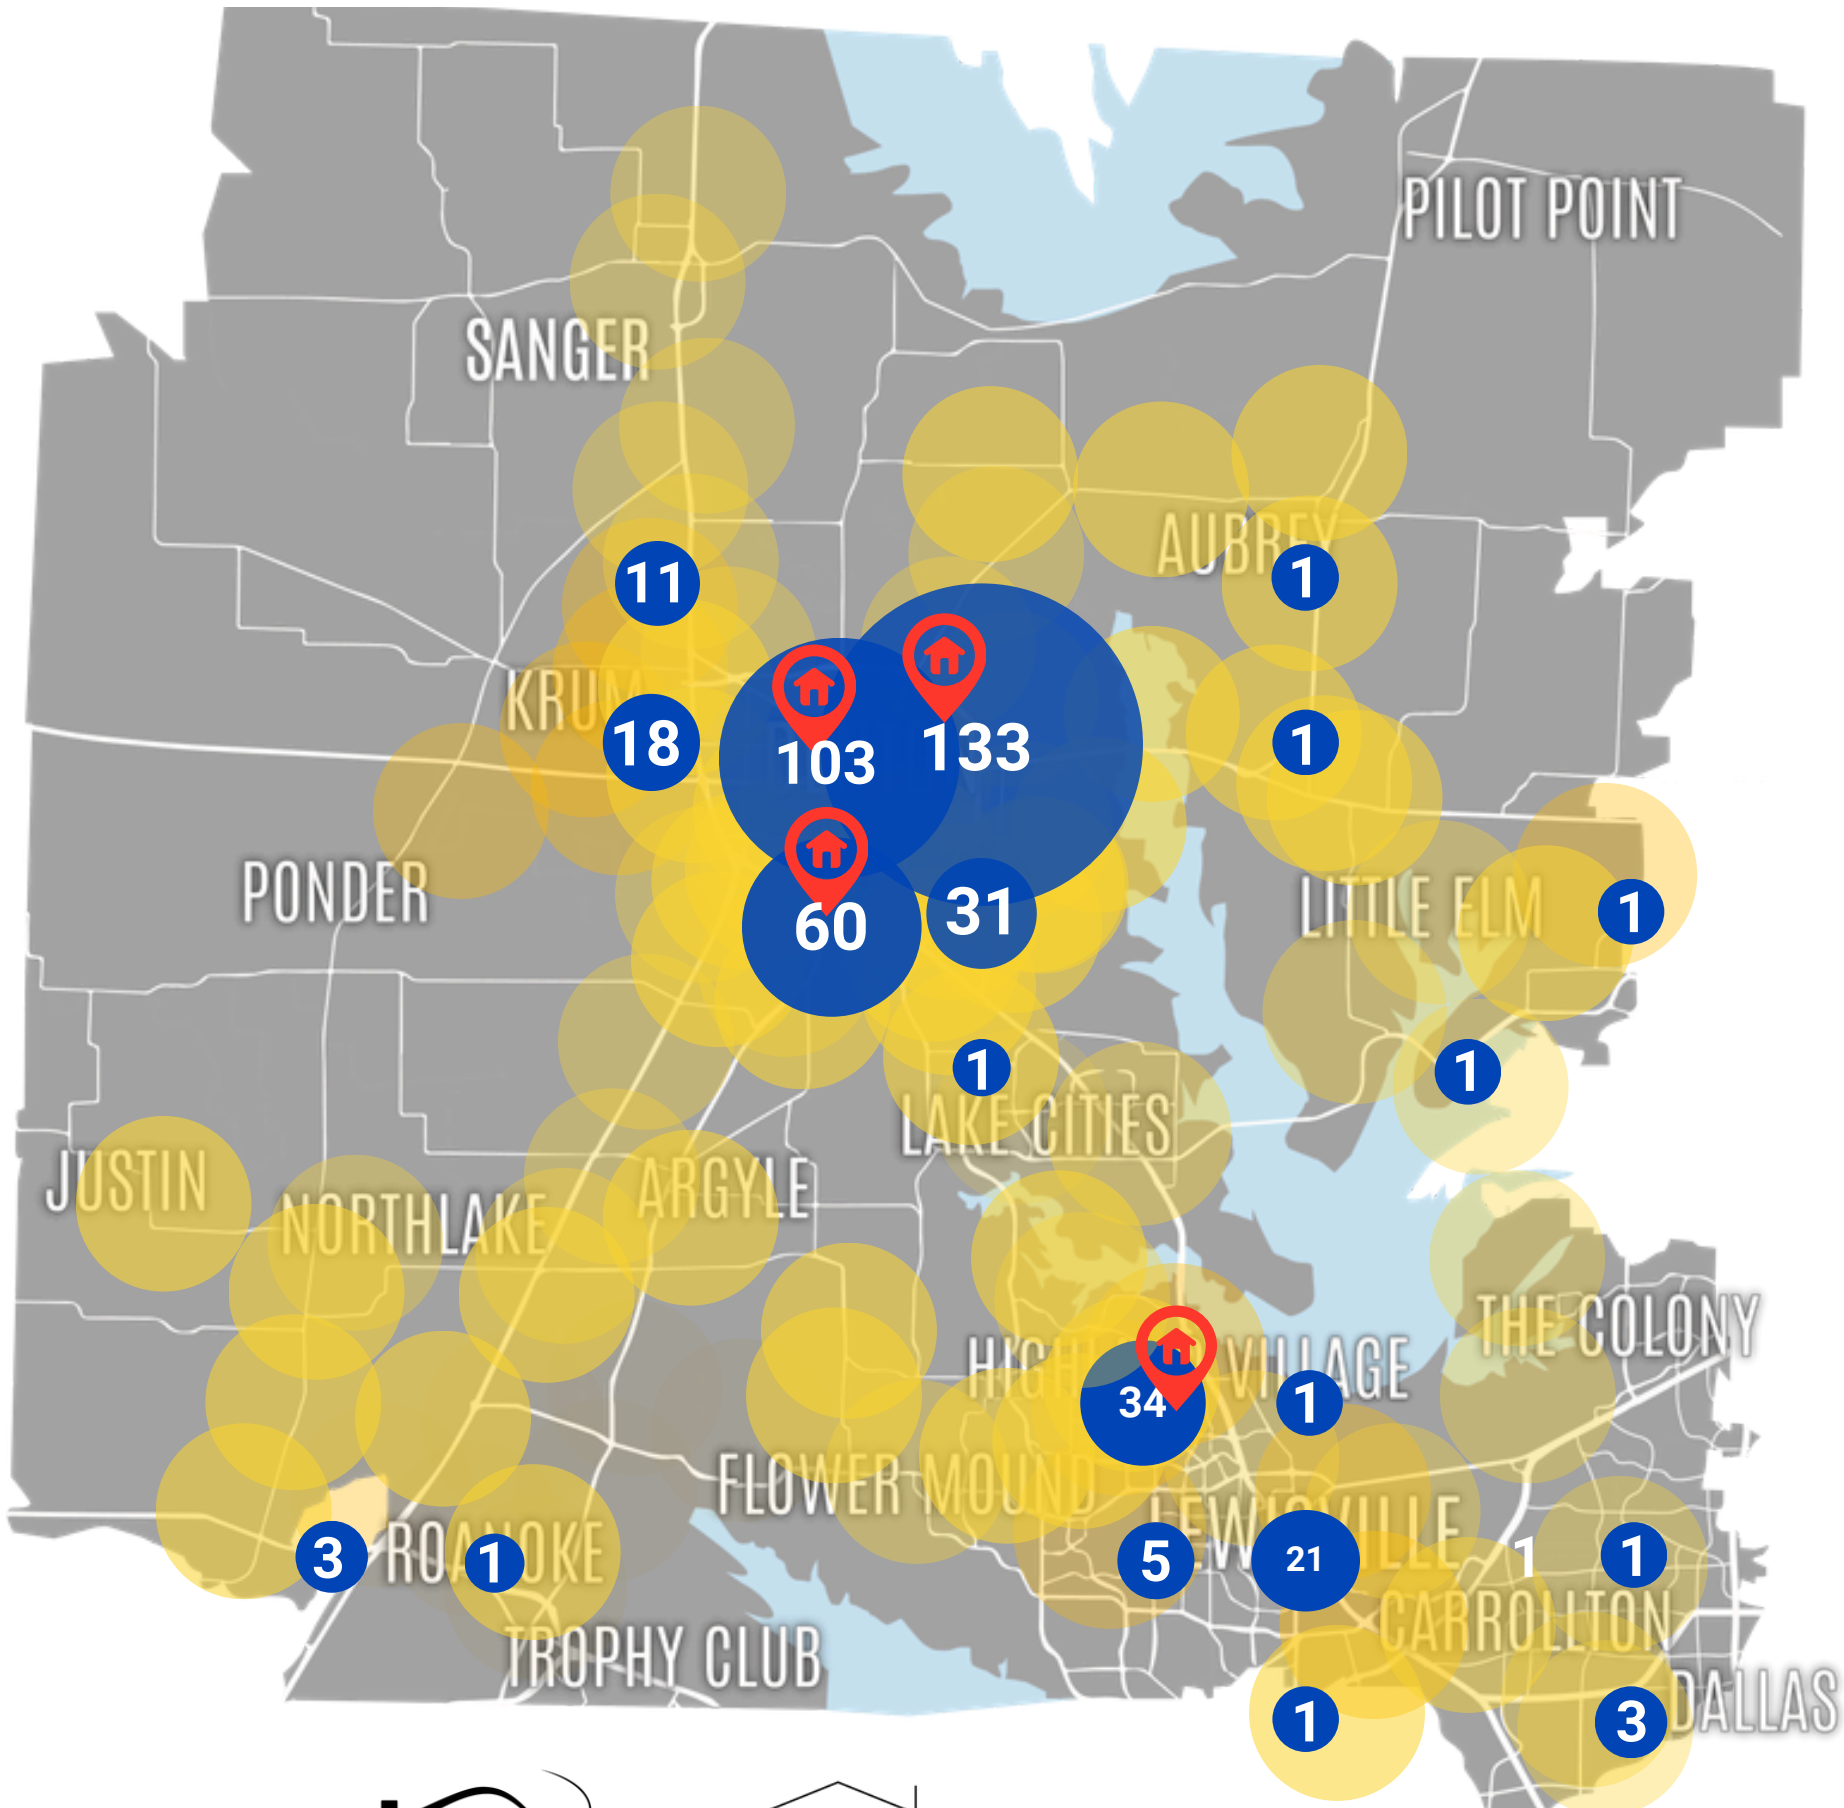 PILOT POINT
SANGER
AUBREY
11
1
KRUM
18
103
133
1
PONDER
60
31
LITTLE ELM
1
1
1
LAKE CITIES
JUSTIN
NORTHLAKE
ARGYLE
THE COLONY
HIGH VILLAGE
34
1
FLOWER MOUND
LEWISVILLE
3
ROANOKE
1
5
21
1
1
CARROLLTON
TROPHY CLUB
DALLAS
1
3